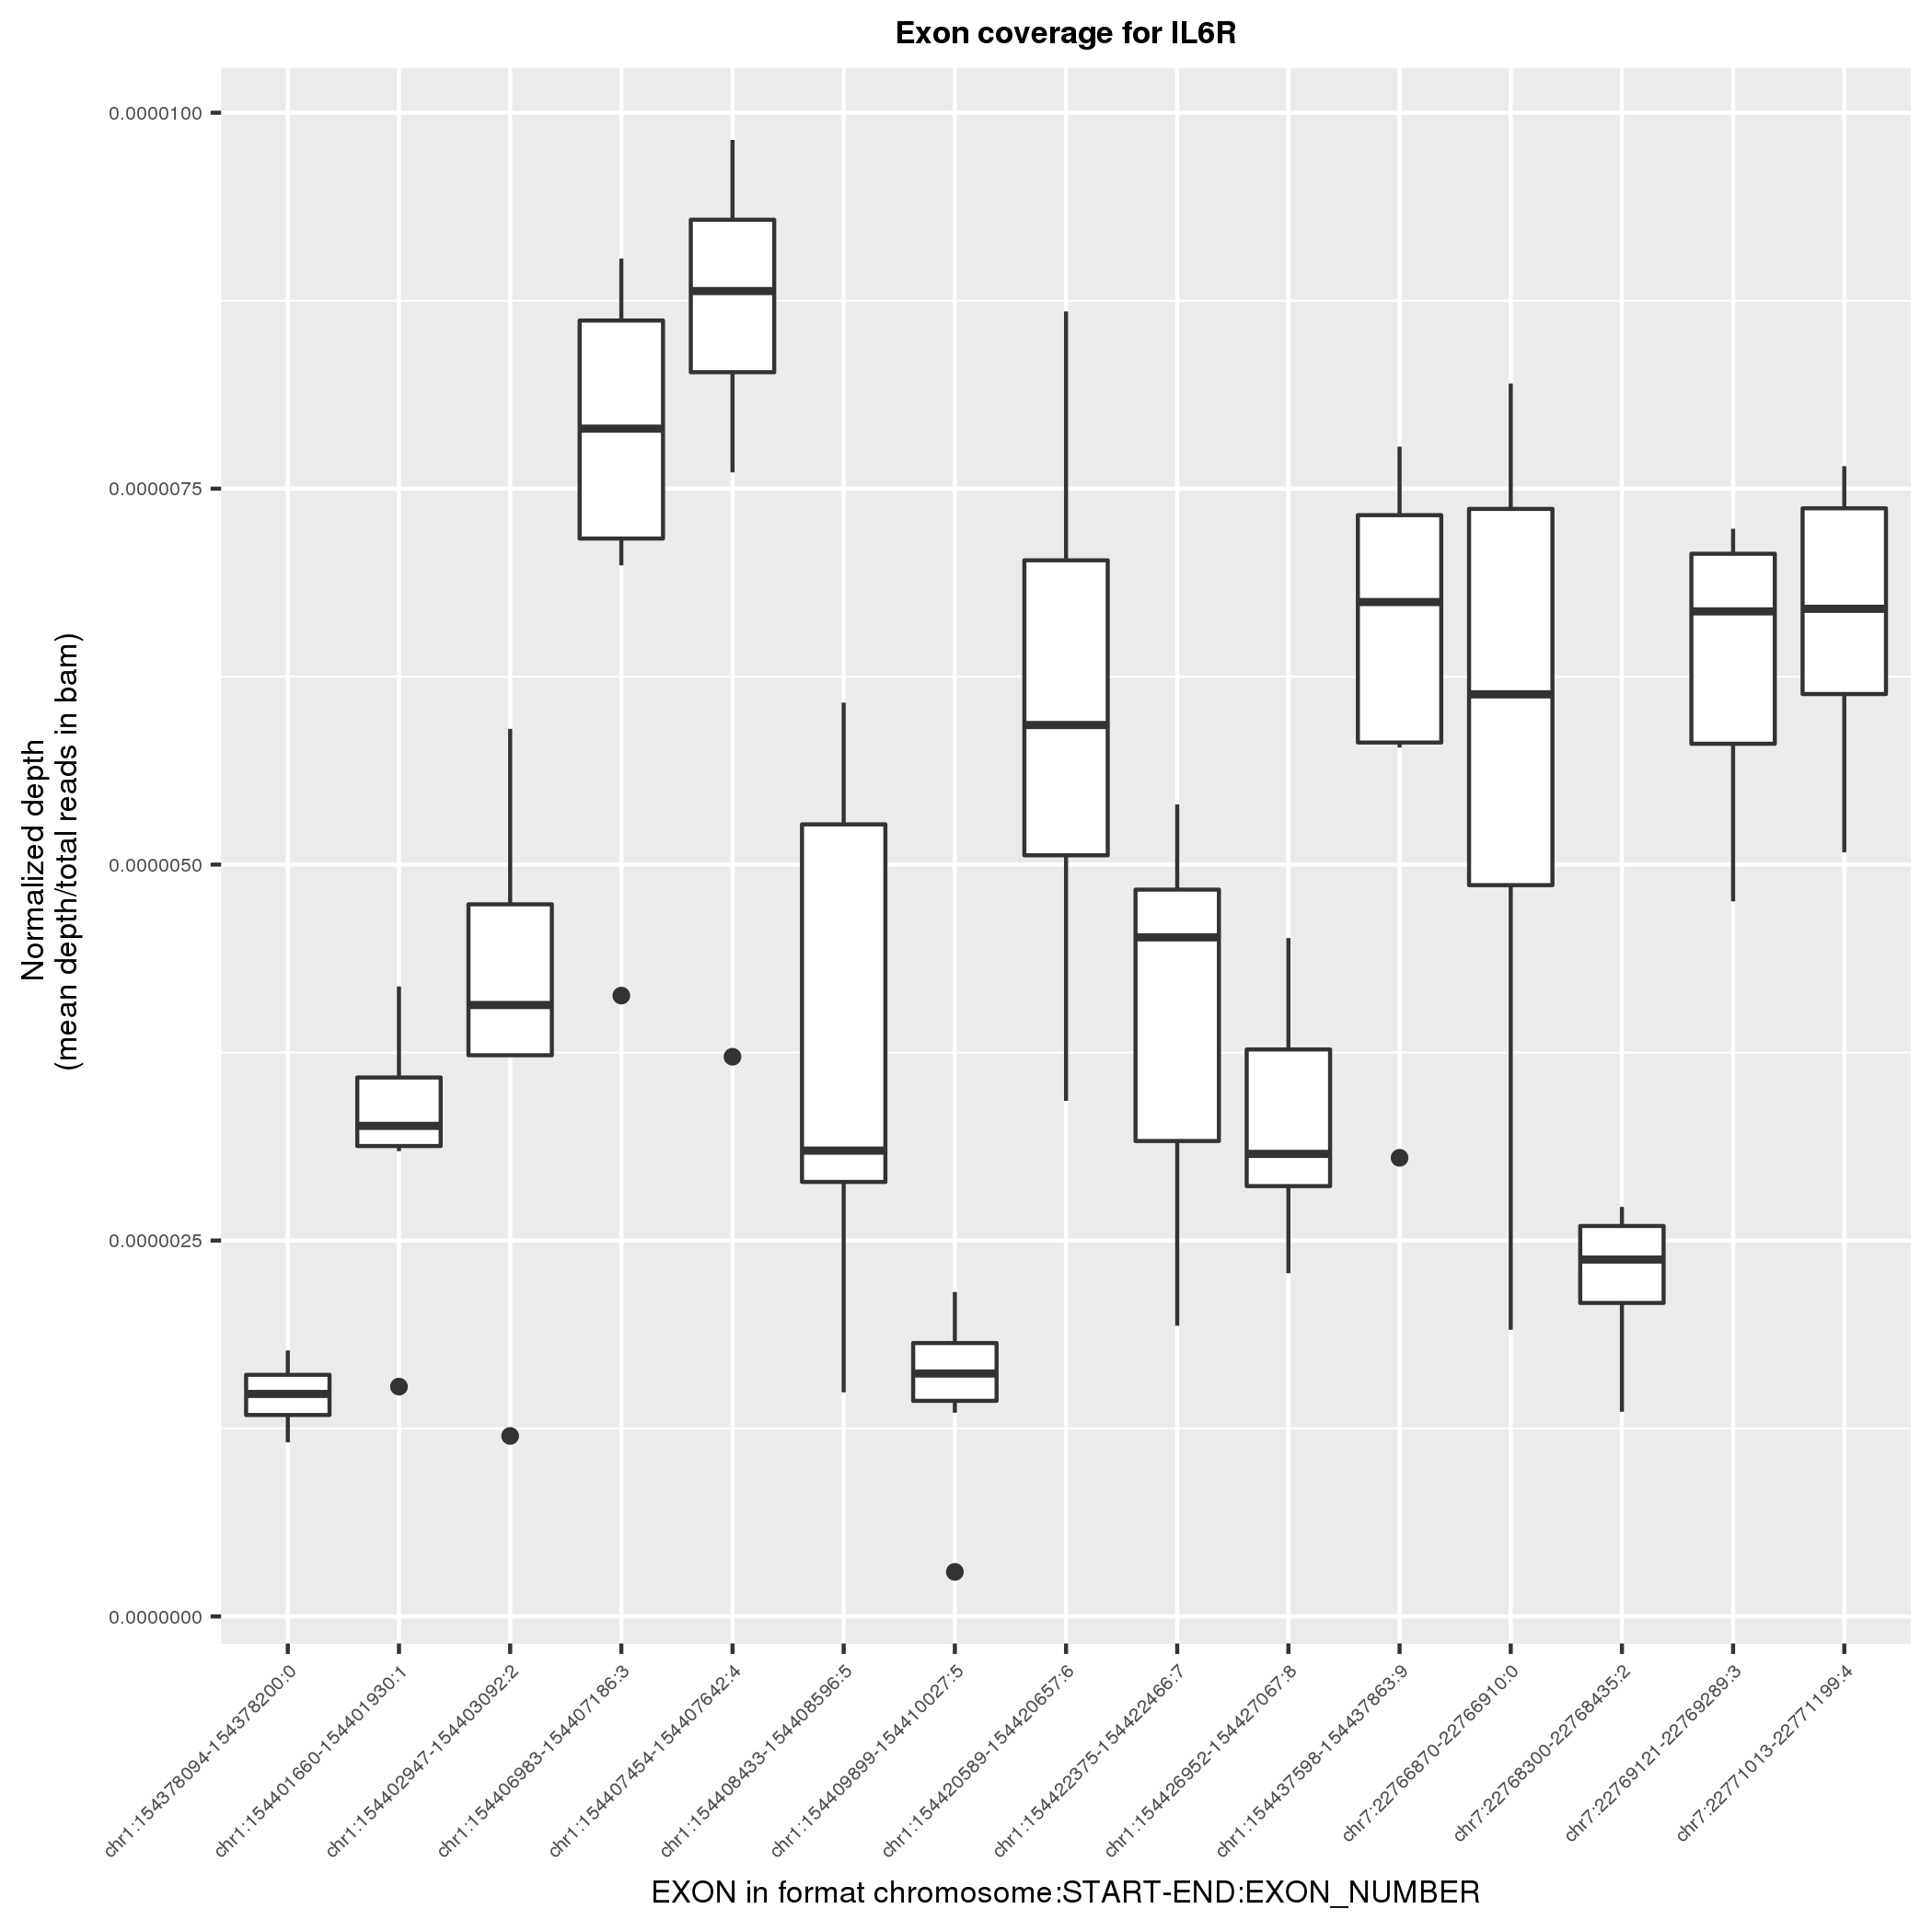 Exon coverage for IL6R
0.0000100
0.0000075
0.0000050
0.0000025
0.0000000
Normalized depth
(mean depth/total reads in bam)
chr1:154378094-154378200:0
chr1:154401660-154401930:1
chr1:154402947-154403092:2
chr1:154406983-154407186:3
chr1:154407454-154407642:4
chr1:154408433-154408596:5
chr1:154409899-154410027:5
chr1:154420589-154420657:6
chr1:154422375-154422466:7
chr1:154426952-154427067:8
chr1:154437598-154437863:9
chr7:22766870-22766910:0
chr7:22768300-22768435:2
chr7:22769121-22769289:3
chr7:22771013-22771199:4
EXON in format chromosome:START-END:EXON_NUMBER